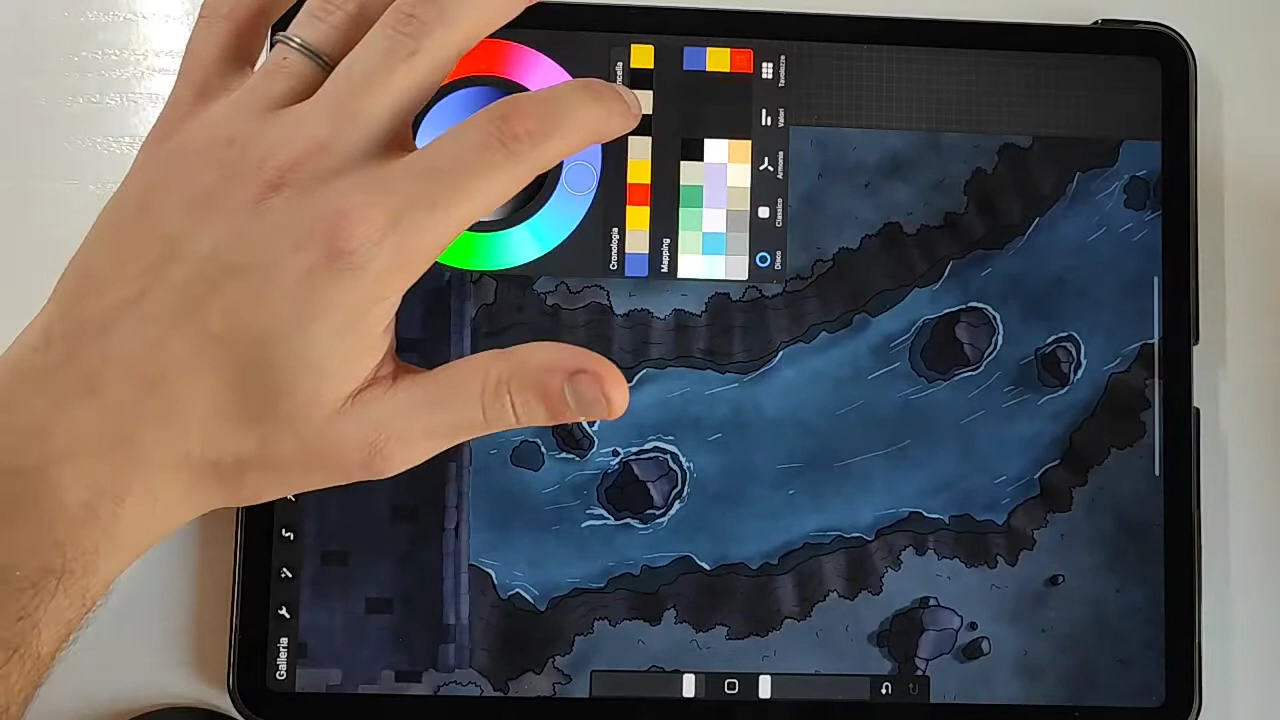 Galleria
Cronologia
Mapping
Disco
Classico
Armonia
Valori
Tavolozze